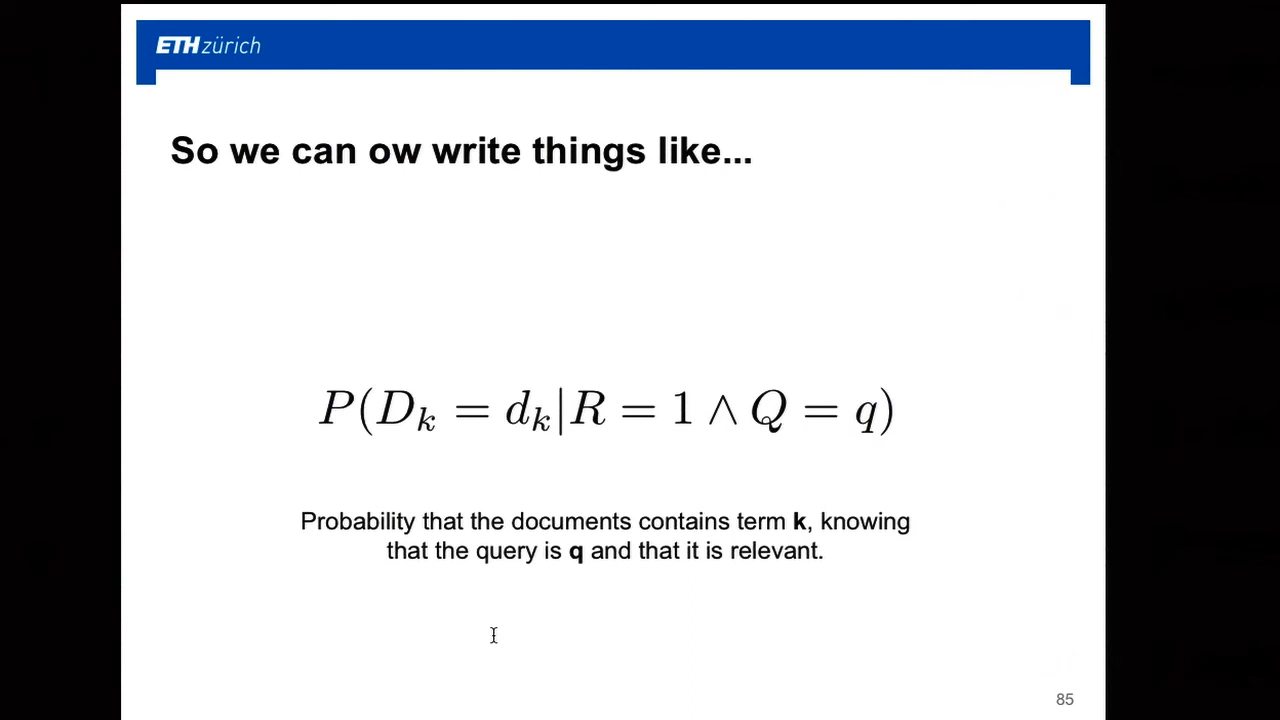 ETH zürich
So we can ow write things like...
P(D_k = d_k|R = 1 ∧ Q = q)
Probability that the documents contains term k, knowing
that the query is q and that it is relevant.
85